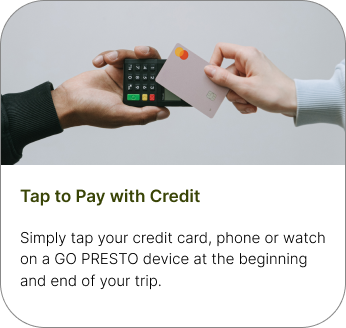 Tap to Pay with Credit
Simply tap your credit card, phone or watch
on a GO PRESTO device at the beginning
and end of your trip.